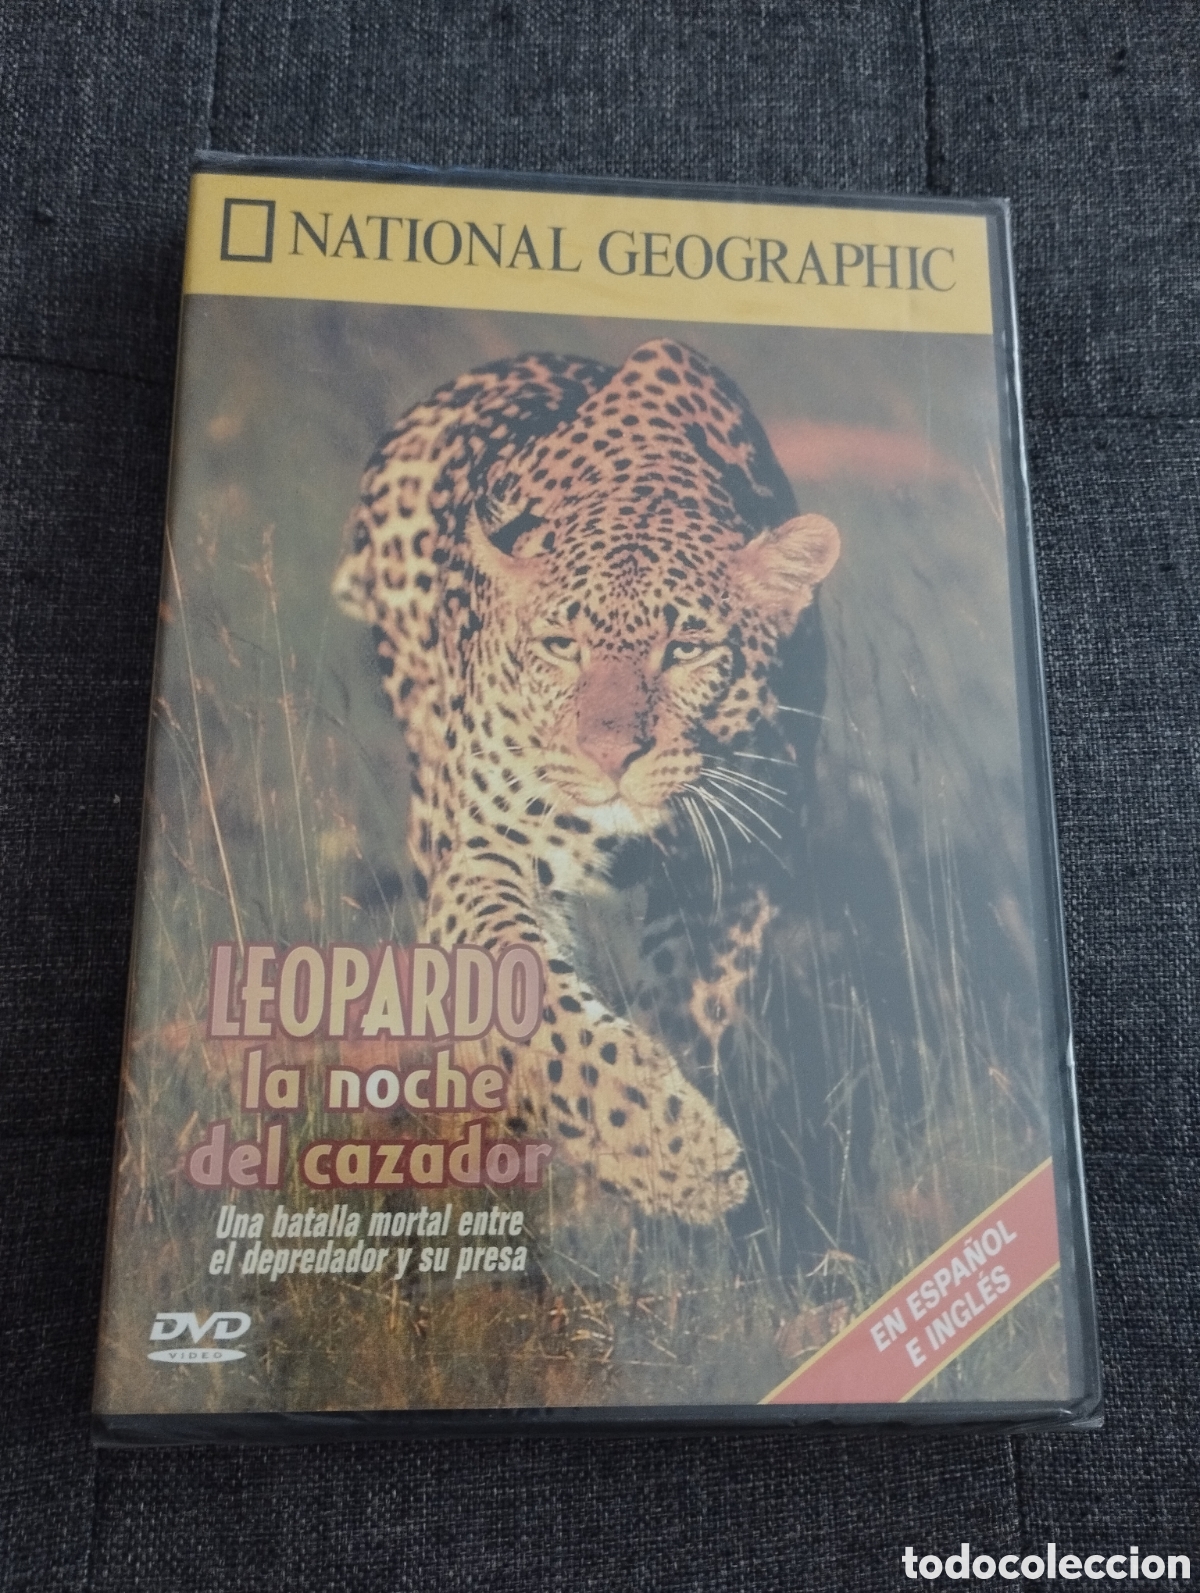 NATIONAL GEOGRAPHIC
LEOPARDO
la noche
del cazador
Una batalla mortal entre
el depredador y su presa
DVD
VIDEO
EN ESPAÑOL
E INGLÉS
todocoleccion